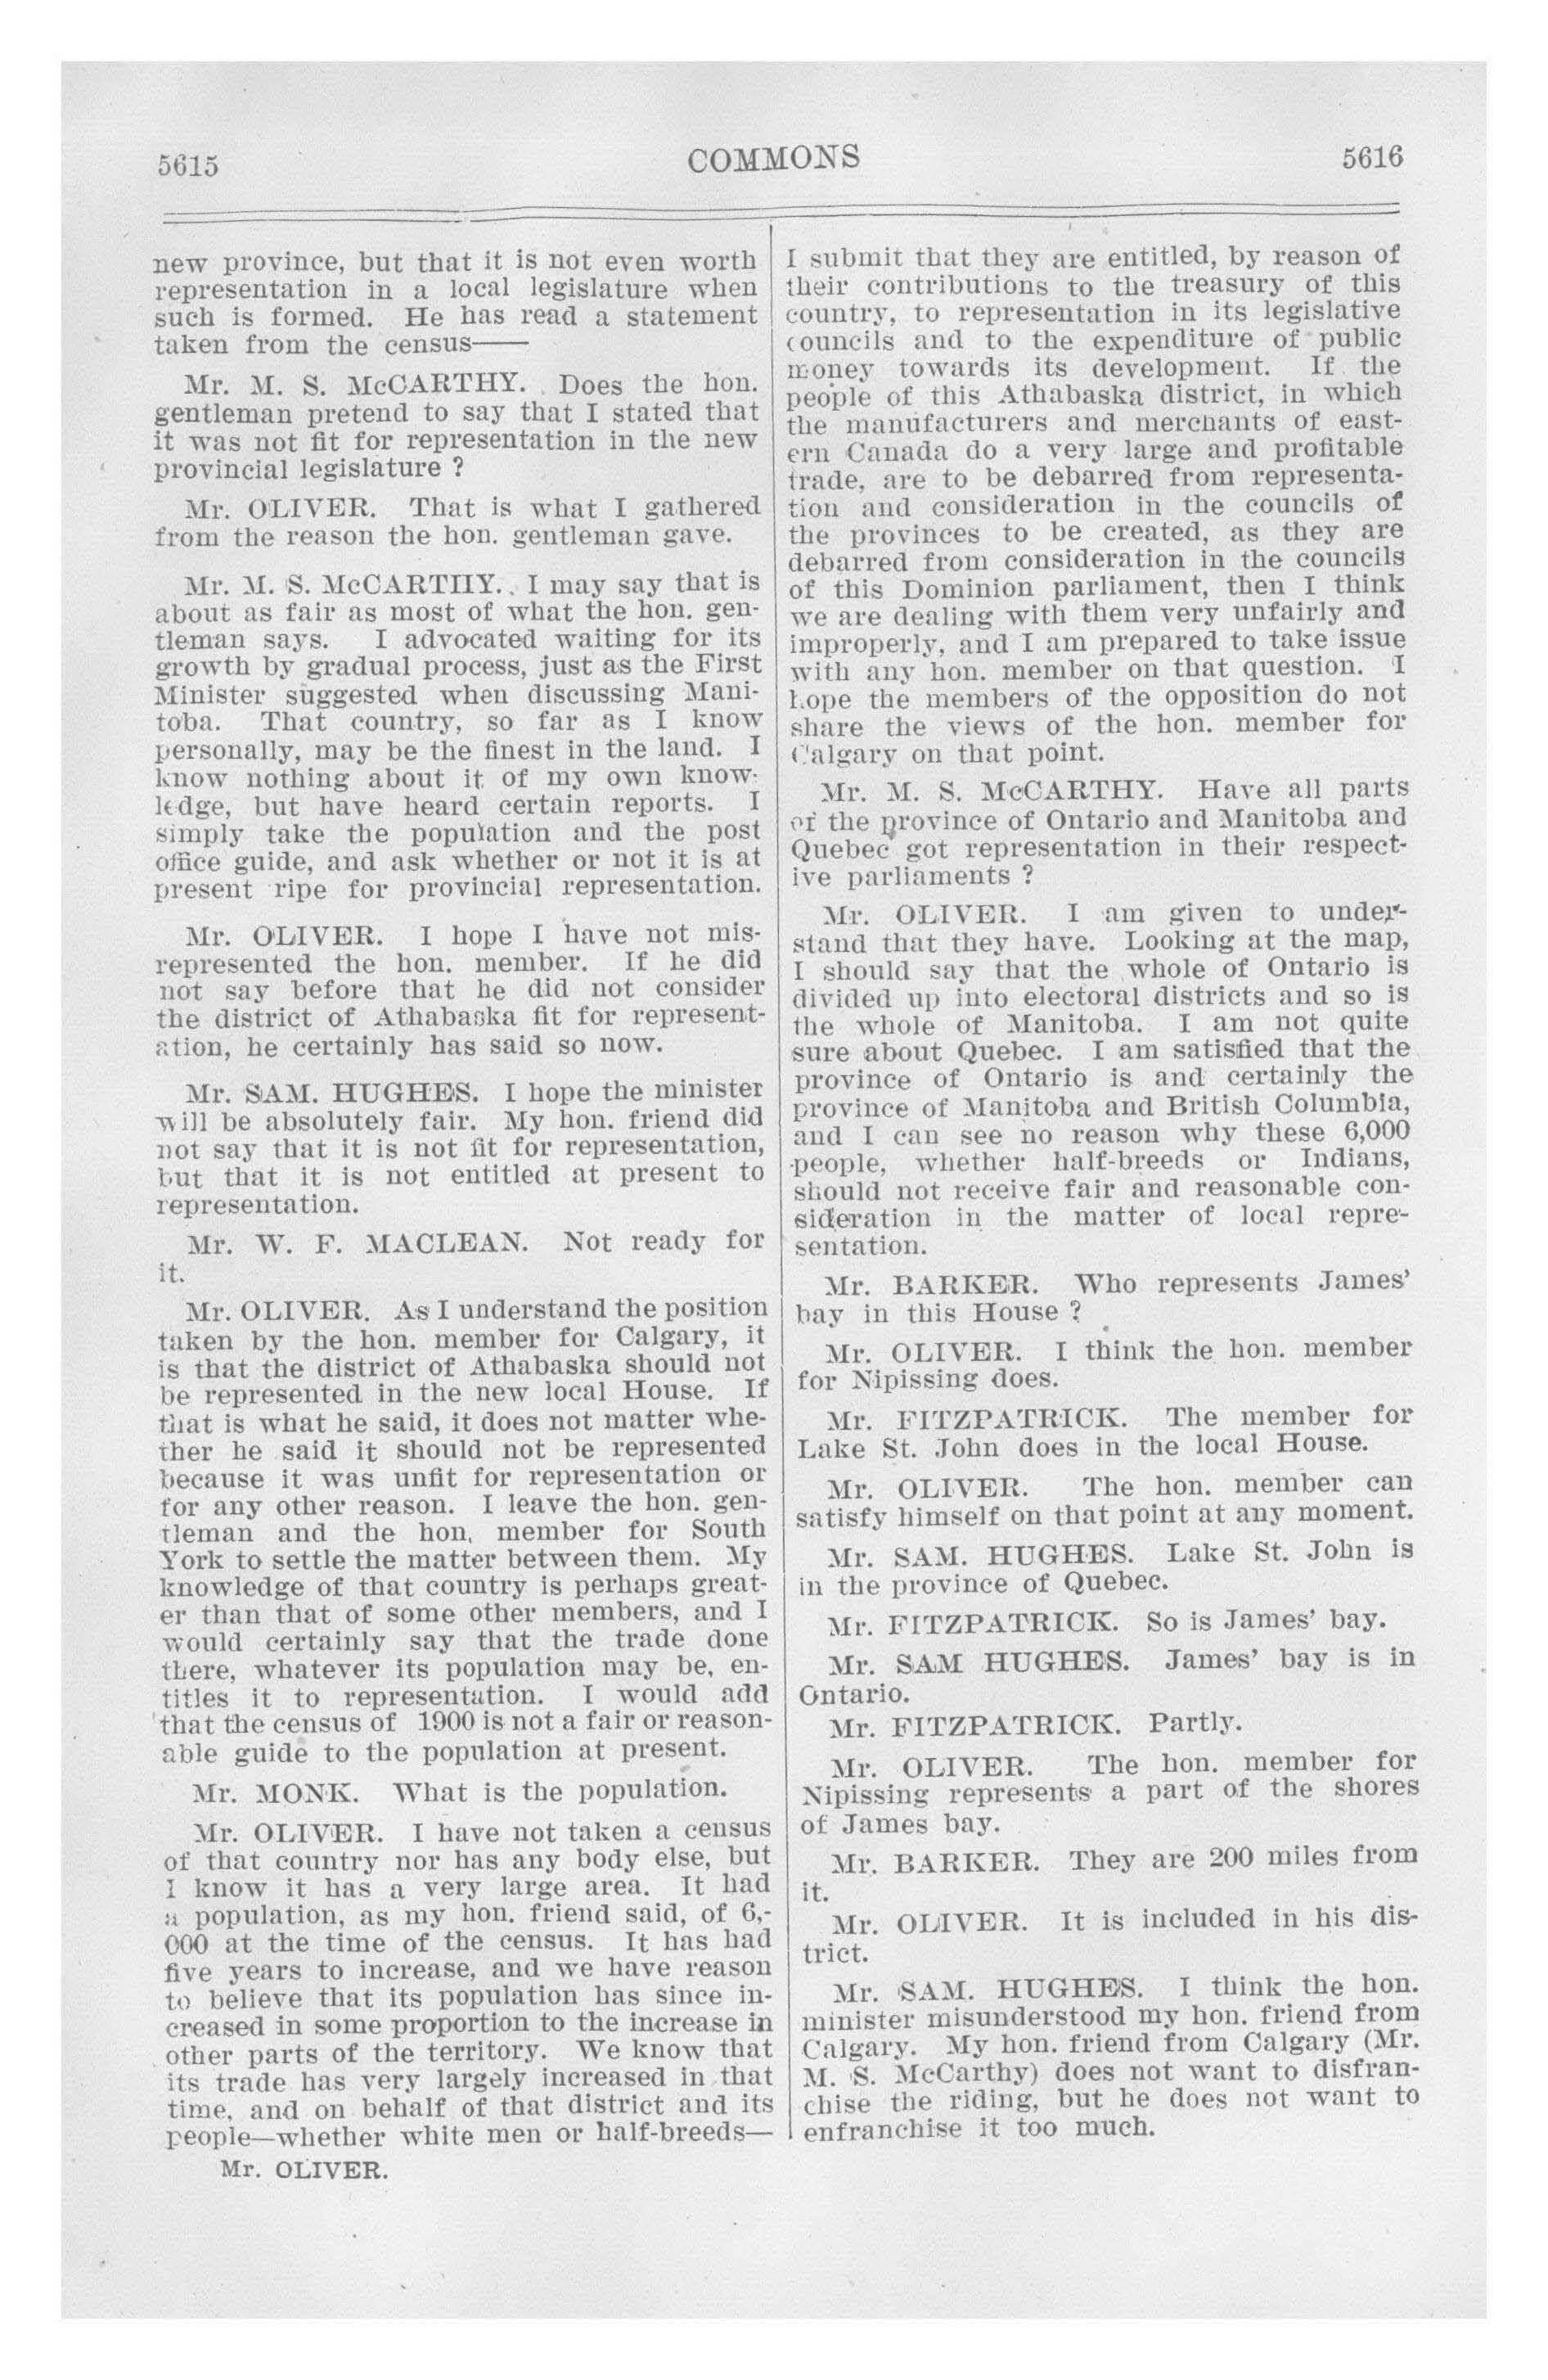 5615
COMMONS
5616
new province, but that it is not even worth
representation in a local legislature when
such is formed. He has read a statement
taken from the census——
Mr. M. S. McCARTHY. Does the hon.
gentleman pretend to say that I stated that
it was not fit for representation in the new
provincial legislature ?
Mr. OLIVER. That is what I gathered
from the reason the hon. gentleman gave.
Mr. M. S. McCARTHY. I may say that is
about as fair as most of what the hon. gen-
tleman says. I advocated waiting for its
growth by gradual process, just as the First
Minister suggested when discussing Mani-
toba. That country, so far as I know
personally, may be the finest in the land. I
know nothing about it of my own know-
ledge, but have heard certain reports. I
simply take the population and the post
office guide, and ask whether or not it is at
present ripe for provincial representation.
Mr. OLIVER. I hope I have not mis-
represented the hon. member. If he did
not say before that he did not consider
the district of Athabaska fit for represent-
ation, he certainly has said so now.
Mr. SAM. HUGHES. I hope the minister
will be absolutely fair. My hon. friend did
not say that it is not fit for representation,
but that it is not entitled at present to
representation.
Mr. W. F. MACLEAN. Not ready for
it.
Mr. OLIVER. As I understand the position
taken by the hon. member for Calgary, it
is that the district of Athabaska should not
be represented in the new local House. If
that is what he said, it does not matter whe-
ther he said it should not be represented
because it was unfit for representation or
for any other reason. I leave the hon. gen-
tleman and the hon. member for South
York to settle the matter between them. My
knowledge of that country is perhaps great-
er than that of some other members, and I
would certainly say that the trade done
there, whatever its population may be, en-
titles it to representation. I would add
that the census of 1900 is not a fair or reason-
able guide to the population at present.
Mr. MONK. What is the population.
Mr. OLIVER. I have not taken a census
of that country nor has any body else, but
I know it has a very large area. It had
a population, as my hon. friend said, of 6,-
000 at the time of the census. It has had
five years to increase, and we have reason
to believe that its population has since in-
creased in some proportion to the increase in
other parts of the territory. We know that
its trade has very largely increased in that
time, and on behalf of that district and its
people—whether white men or half-breeds—
Mr. OLIVER.
I submit that they are entitled, by reason of
their contributions to the treasury of this
country, to representation in its legislative
councils and to the expenditure of public
money towards its development. If the
people of this Athabaska district, in which
the manufacturers and merchants of east-
ern Canada do a very large and profitable
trade, are to be debarred from representa-
tion and consideration in the councils of
the provinces to be created, as they are
debarred from consideration in the councils
of this Dominion parliament, then I think
we are dealing with them very unfairly and
improperly, and I am prepared to take issue
with any hon. member on that question. I
hope the members of the opposition do not
share the views of the hon. member for
Calgary on that point.
Mr. M. S. McCARTHY. Have all parts
of the province of Ontario and Manitoba and
Quebec got representation in their respect-
ive parliaments ?
Mr. OLIVER. I am given to under-
stand that they have. Looking at the map,
I should say that the whole of Ontario is
divided up into electoral districts and so is
the whole of Manitoba. I am not quite
sure about Quebec. I am satisfied that the
province of Ontario is and certainly the
province of Manitoba and British Columbia,
and I can see no reason why these 6,000
people, whether half-breeds or Indians,
should not receive fair and reasonable con-
sideration in the matter of local repre-
sentation.
Mr. BARKER. Who represents James'
bay in this House ?
Mr. OLIVER. I think the hon. member
for Nipissing does.
Mr. FITZPATRICK. The member for
Lake St. John does in the local House.
Mr. OLIVER. The hon. member can
satisfy himself on that point at any moment.
Mr. SAM. HUGHES. Lake St. John is
in the province of Quebec.
Mr. FITZPATRICK. So is James' bay.
Mr. SAM HUGHES. James' bay is in
Ontario.
Mr. FITZPATRICK. Partly.
Mr. OLIVER. The hon. member for
Nipissing represents a part of the shores
of James bay.
Mr. BARKER. They are 200 miles from
it.
Mr. OLIVER. It is included in his dis-
trict.
Mr. SAM. HUGHES. I think the hon.
minister misunderstood my hon. friend from
Calgary. My hon. friend from Calgary (Mr.
M. S. McCarthy) does not want to disfran-
chise the riding, but he does not want to
enfranchise it too much.